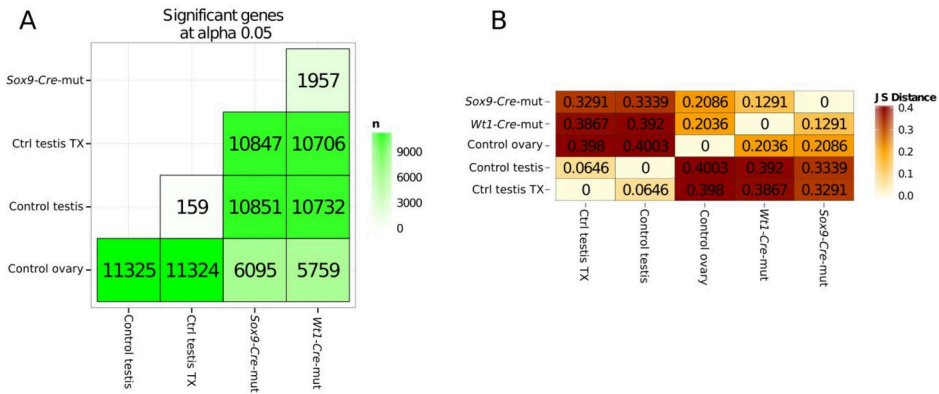 A
Significant genes
at alpha 0.05
Sox9-Cre-mut
1957
Ctrl testis TX
10847 10706
Control testis
159 10851 10732
Control ovary
11325 11324 6095 5759
Control testis
Ctrl testis TX
Sox9-Cre-mut
Wt1-Cre-mut
n
9000
6000
3000
0
B
Sox9-Cre-mut 0.3291 0.3339 0.2086 0.1291 0
Wt1-Cre-mut 0.3867 0.392 0.2036 0 0.1291
Control ovary 0.398 0.4003 0 0.2036 0.2086
Control testis 0.0646 0 0.4003 0.392 0.3339
Ctrl testis TX 0 0.0646 0.398 0.3867 0.3291
Ctrl testis TX
Control testis
Control ovary
Wt1-Cre-mut
Sox9-Cre-mut
JS Distance
0.4
0.3
0.2
0.1
0.0